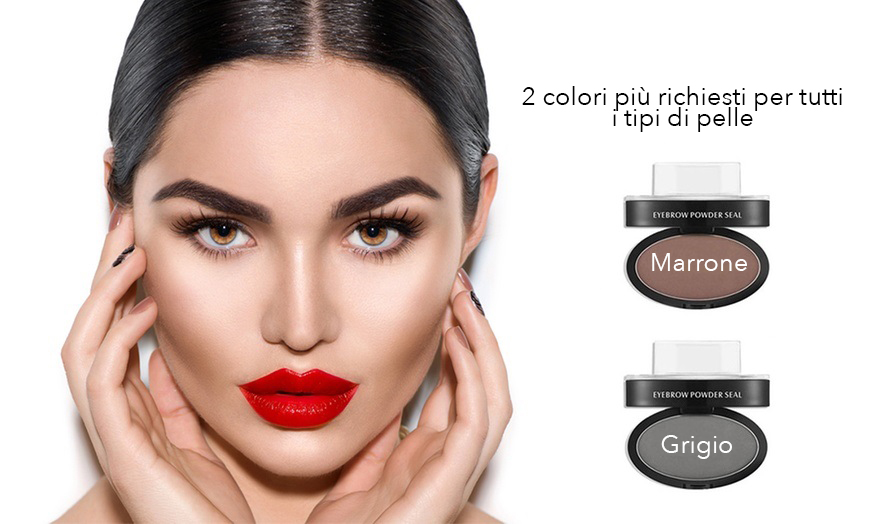 2 colori più richiesti per tutti
i tipi di pelle
EYEBROW POWDER SEAL
Marrone
EYEBROW POWDER SEAL
Grigio